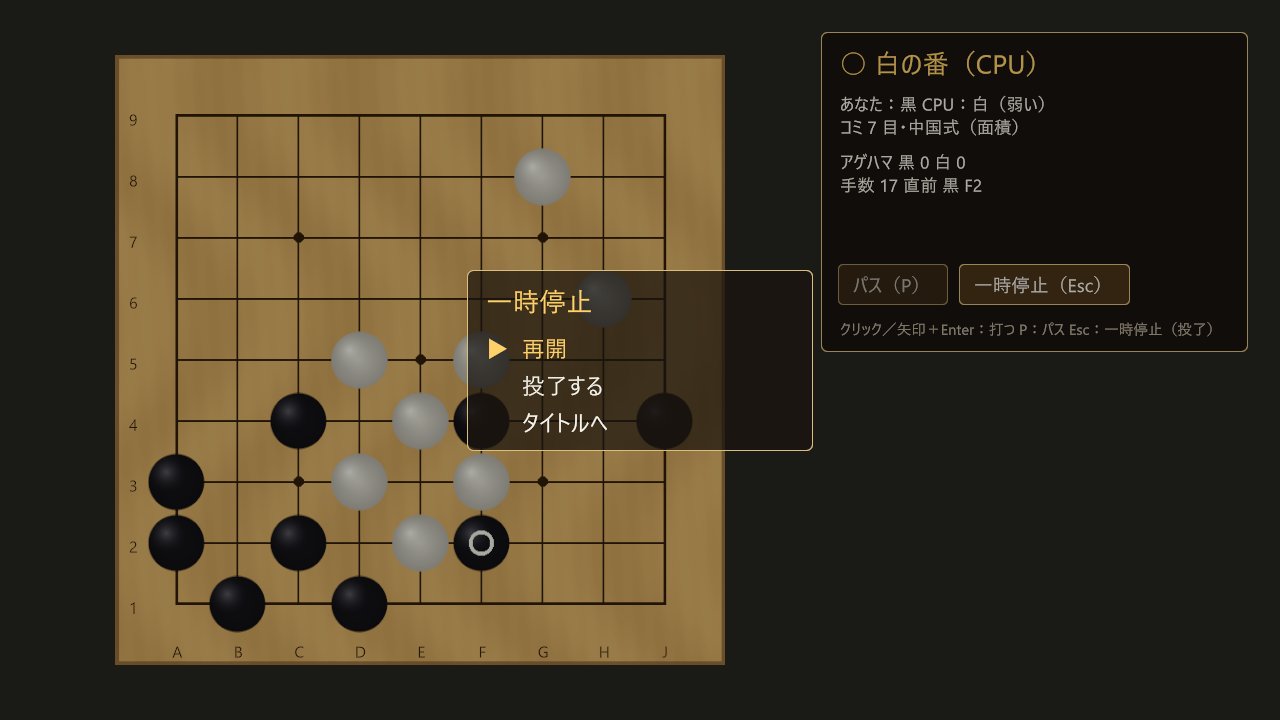 9
8
7
6
5
4
3
2
1
A B C D E F G H J
一時停止
再開
投了する
タイトルへ
○ 白の番（CPU）
あなた：黒 CPU：白（弱い）
コミ 7 目・中国式（面積）
アゲハマ 黒 0 白 0
手数 17 直前 黒 F2
パス（P） 一時停止（Esc）
クリック／矢印＋Enter：打つ P：パス Esc：一時停止（投了）